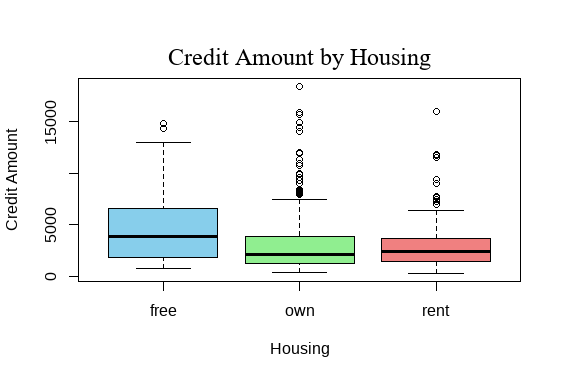 Credit Amount by Housing
Credit Amount
15000
5000
0
free own rent
Housing